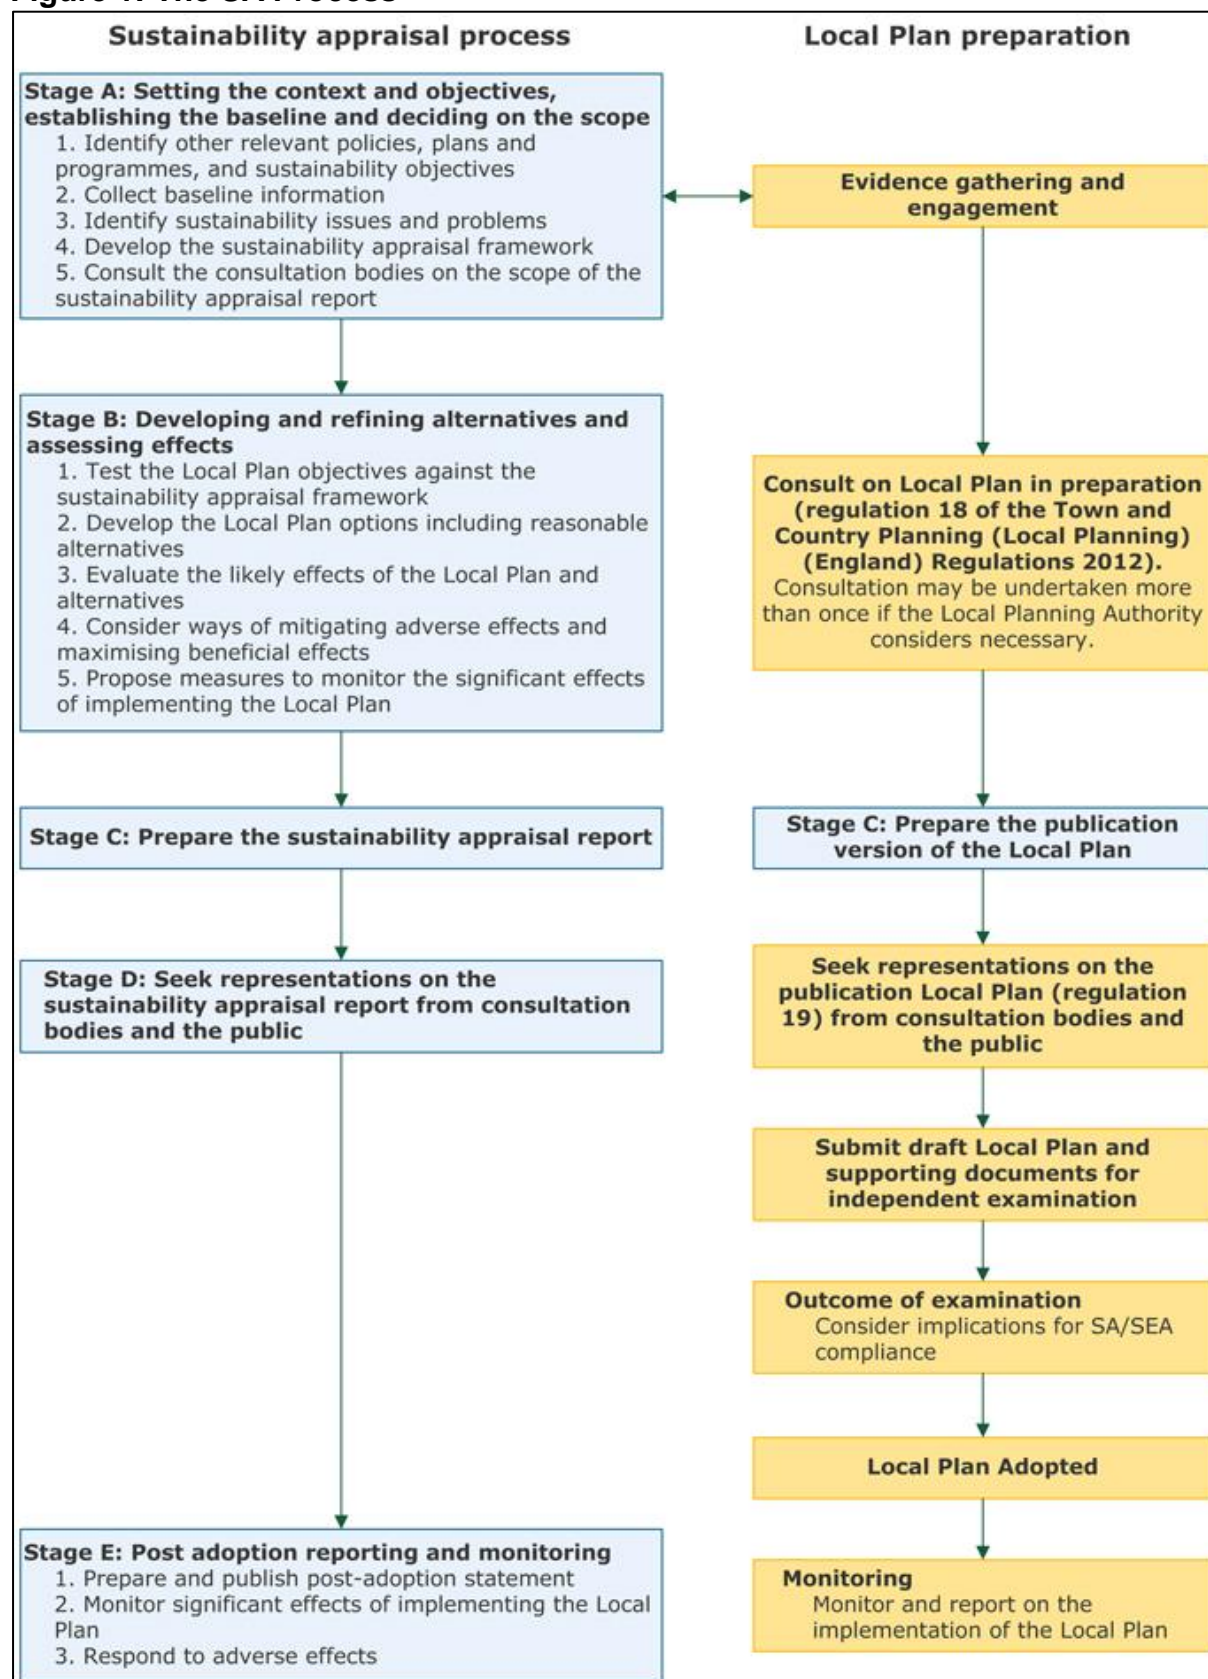 Sustainability appraisal process
Stage A: Setting the context and objectives,
establishing the baseline and deciding on the scope
1. Identify other relevant policies, plans and
programmes, and sustainability objectives
2. Collect baseline information
3. Identify sustainability issues and problems
4. Develop the sustainability appraisal framework
5. Consult the consultation bodies on the scope of the
sustainability appraisal report
Stage B: Developing and refining alternatives and
assessing effects
1. Test the Local Plan objectives against the
sustainability appraisal framework
2. Develop the Local Plan options including reasonable
alternatives
3. Evaluate the likely effects of the Local Plan and
alternatives
4. Consider ways of mitigating adverse effects and
maximising beneficial effects
5. Propose measures to monitor the significant effects
of implementing the Local Plan
Stage C: Prepare the sustainability appraisal report
Stage D: Seek representations on the
sustainability appraisal report from consultation
bodies and the public
Stage E: Post adoption reporting and monitoring
1. Prepare and publish post-adoption statement
2. Monitor significant effects of implementing the Local
Plan
3. Respond to adverse effects
Local Plan preparation
Evidence gathering and
engagement
Consult on Local Plan in preparation
(regulation 18 of the Town and
Country Planning (Local Planning)
(England) Regulations 2012).
Consultation may be undertaken more
than once if the Local Planning Authority
considers necessary.
Stage C: Prepare the publication
version of the Local Plan
Seek representations on the
publication Local Plan (regulation
19) from consultation bodies and
the public
Submit draft Local Plan and
supporting documents for
independent examination
Outcome of examination
Consider implications for SA/SEA
compliance
Local Plan Adopted
Monitoring
Monitor and report on the
implementation of the Local Plan